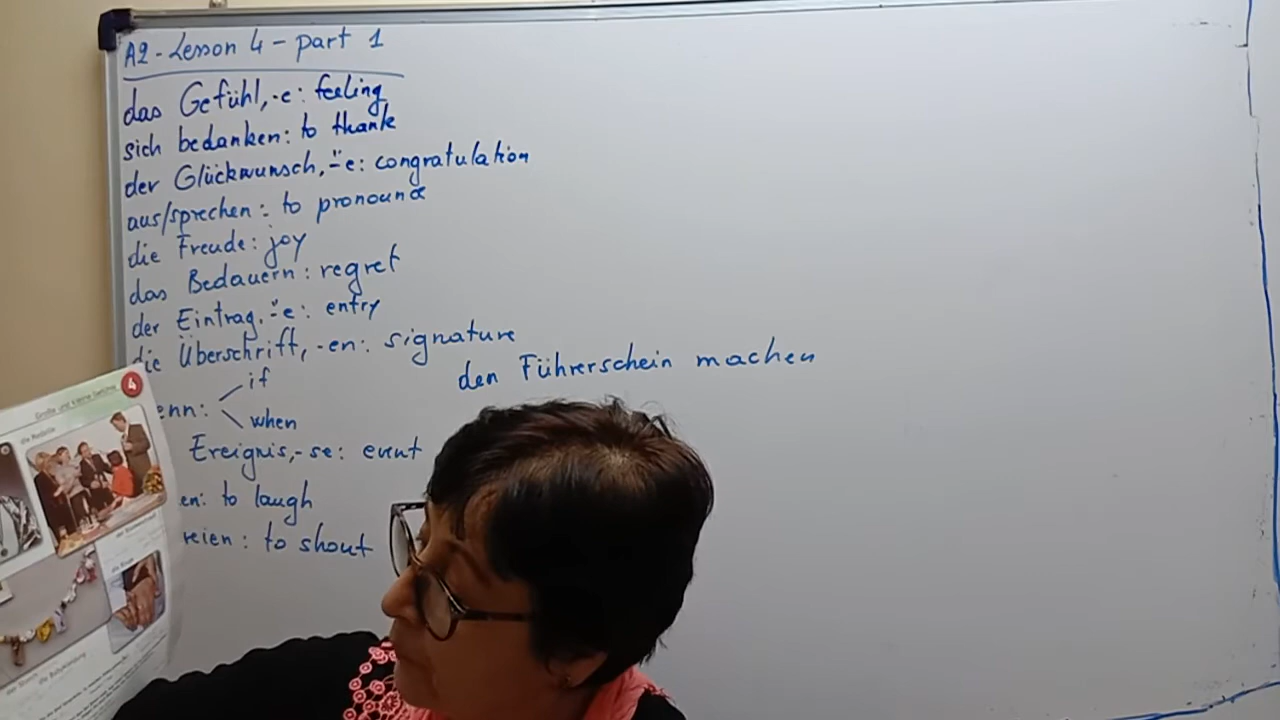 A2 - Lesson 4 - part 1
das Gefühl, -e: feeling
sich bedanken: to thank
der Glückwunsch, -̈e: congratulation
aus/sprechen: to pronounce
die Freude: joy
das Bedauern: regret
der Eintrag, -̈e: entry
die Überschrift, -en: signature
den Führerschein machen
enn: if
when
Ereignis, -se: event
en: to laugh
reien: to shout
4